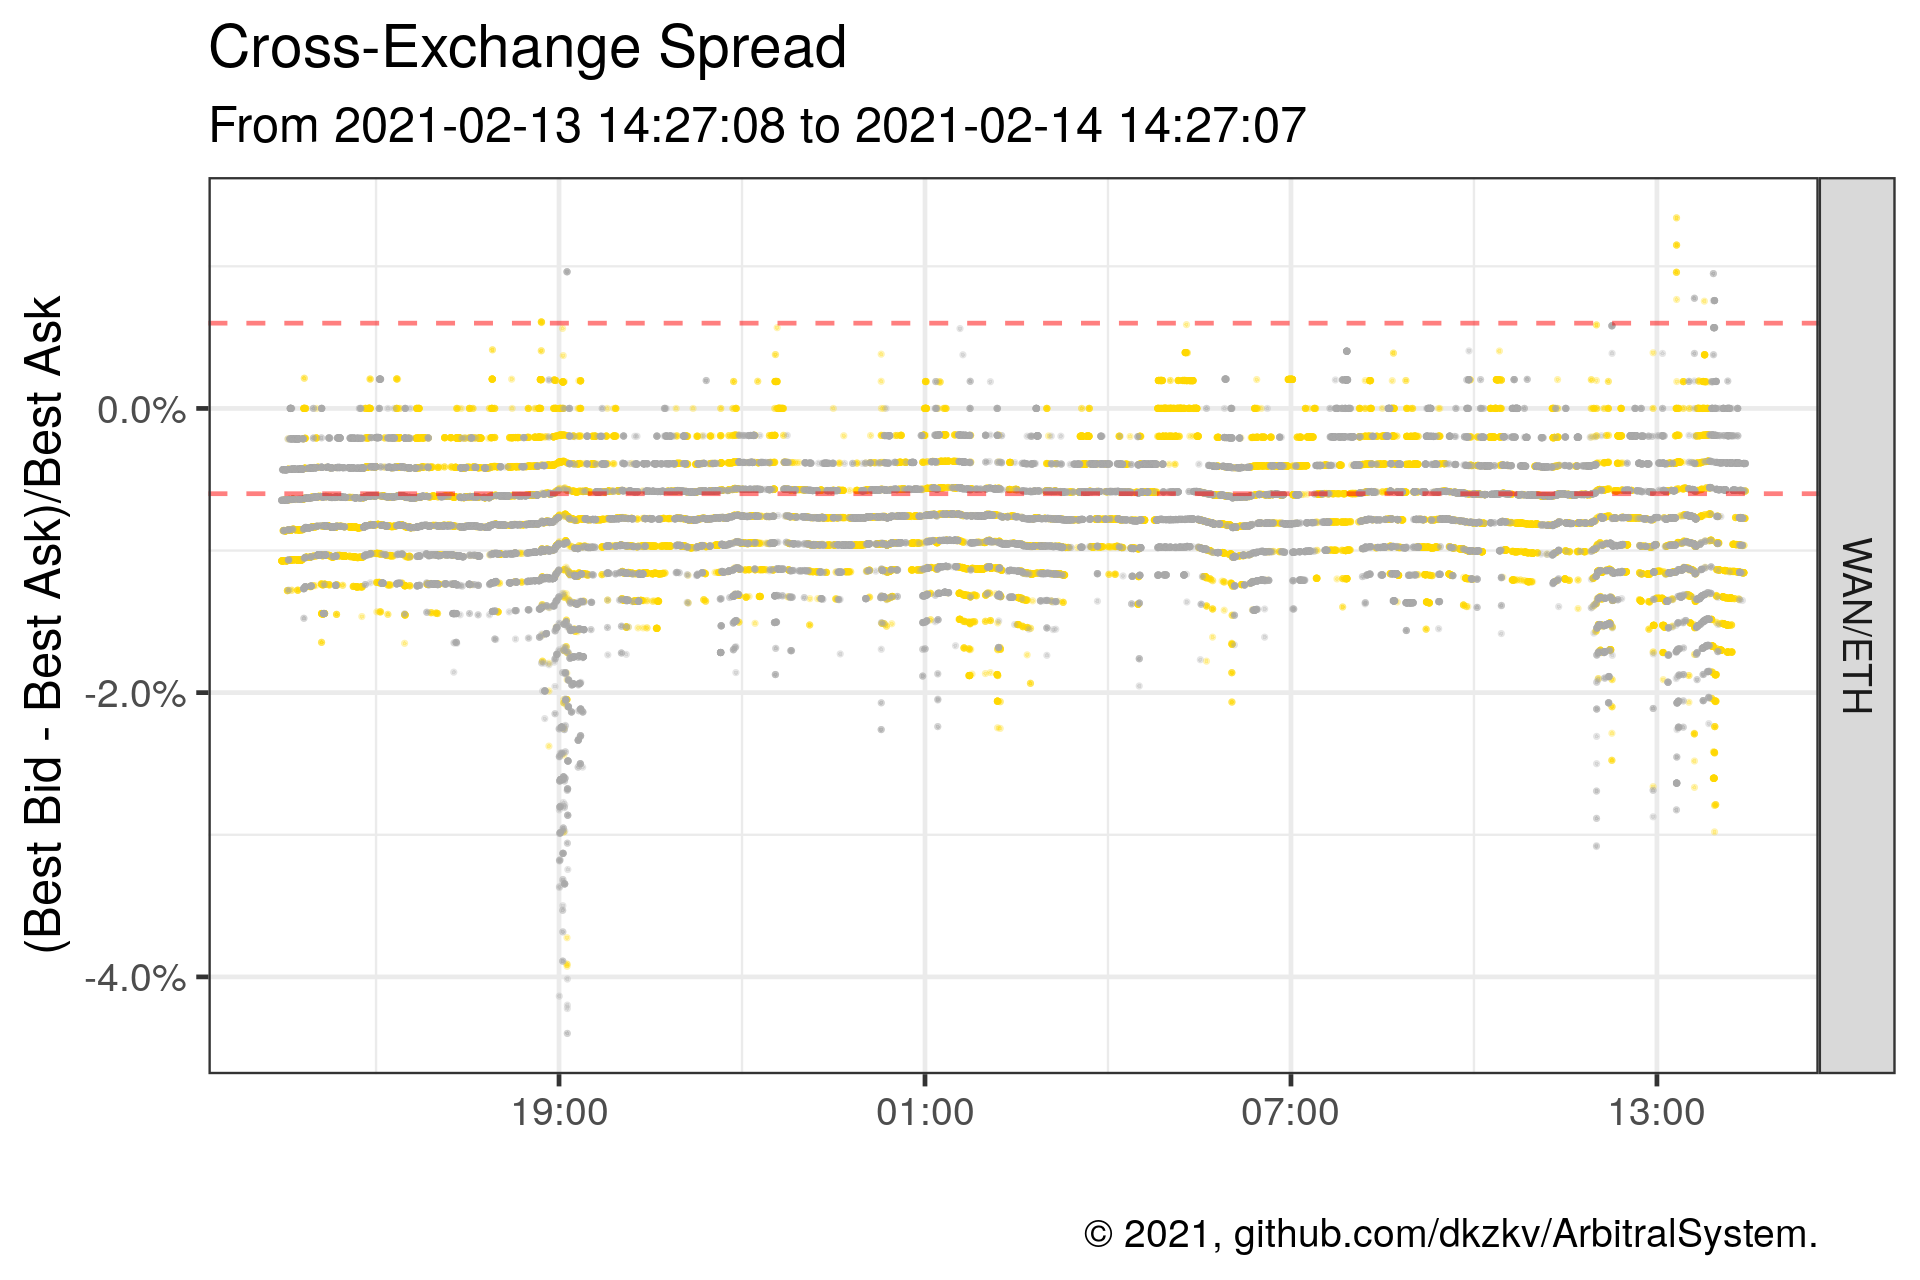 Cross-Exchange Spread
From 2021-02-13 14:27:08 to 2021-02-14 14:27:07
(Best Bid - Best Ask)/Best Ask
0.0%
-2.0%
-4.0%
WAN/ETH
19:00
01:00
07:00
13:00
© 2021, github.com/dkzkv/ArbitralSystem.